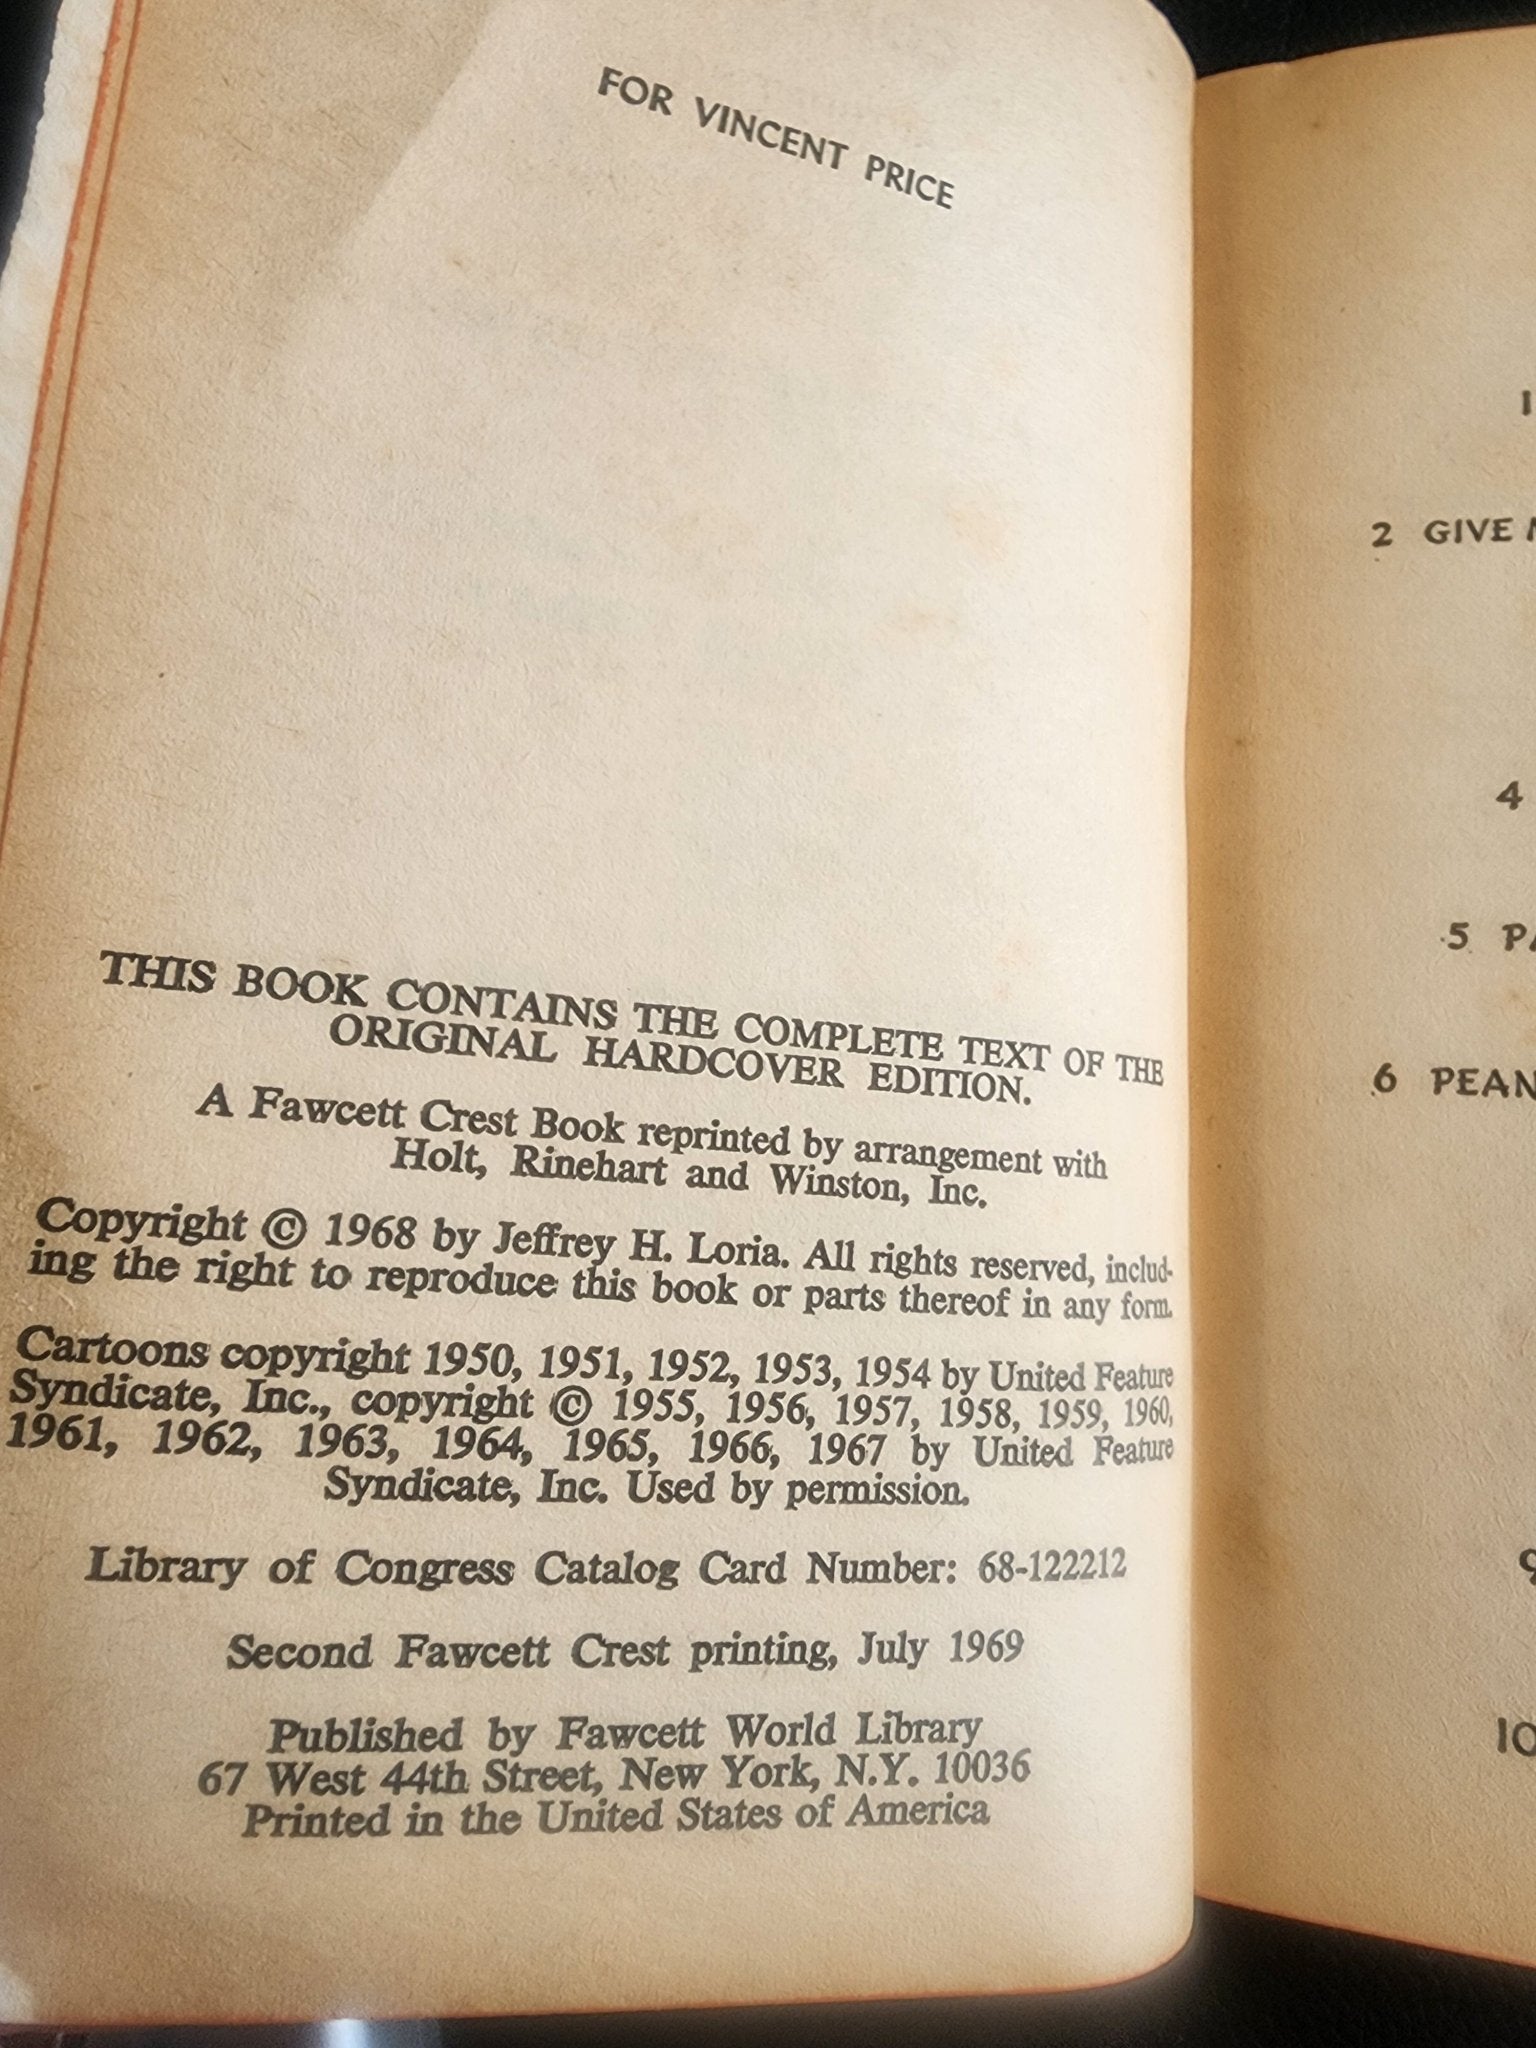 FOR VINCENT PRICE
THIS BOOK CONTAINS THE COMPLETE TEXT OF THE
ORIGINAL HARDCOVER EDITION.
A Fawcett Crest Book reprinted by arrangement with
Holt, Rinehart and Winston, Inc.
Copyright © 1968 by Jeffrey H. Loria. All rights reserved, includ-
ing the right to reproduce this book or parts thereof in any form.
Cartoons copyright 1950, 1951, 1952, 1953, 1954 by United Feature
Syndicate, Inc., copyright © 1955, 1956, 1957, 1958, 1959, 1960,
1961, 1962, 1963, 1964, 1965, 1966, 1967 by United Feature
Syndicate, Inc. Used by permission.
Library of Congress Catalog Card Number: 68-122212
Second Fawcett Crest printing, July 1969
Published by Fawcett World Library
67 West 44th Street, New York, N.Y. 10036
Printed in the United States of America
1
2 GIVE
4
5 PA
6 PEAN
9
10